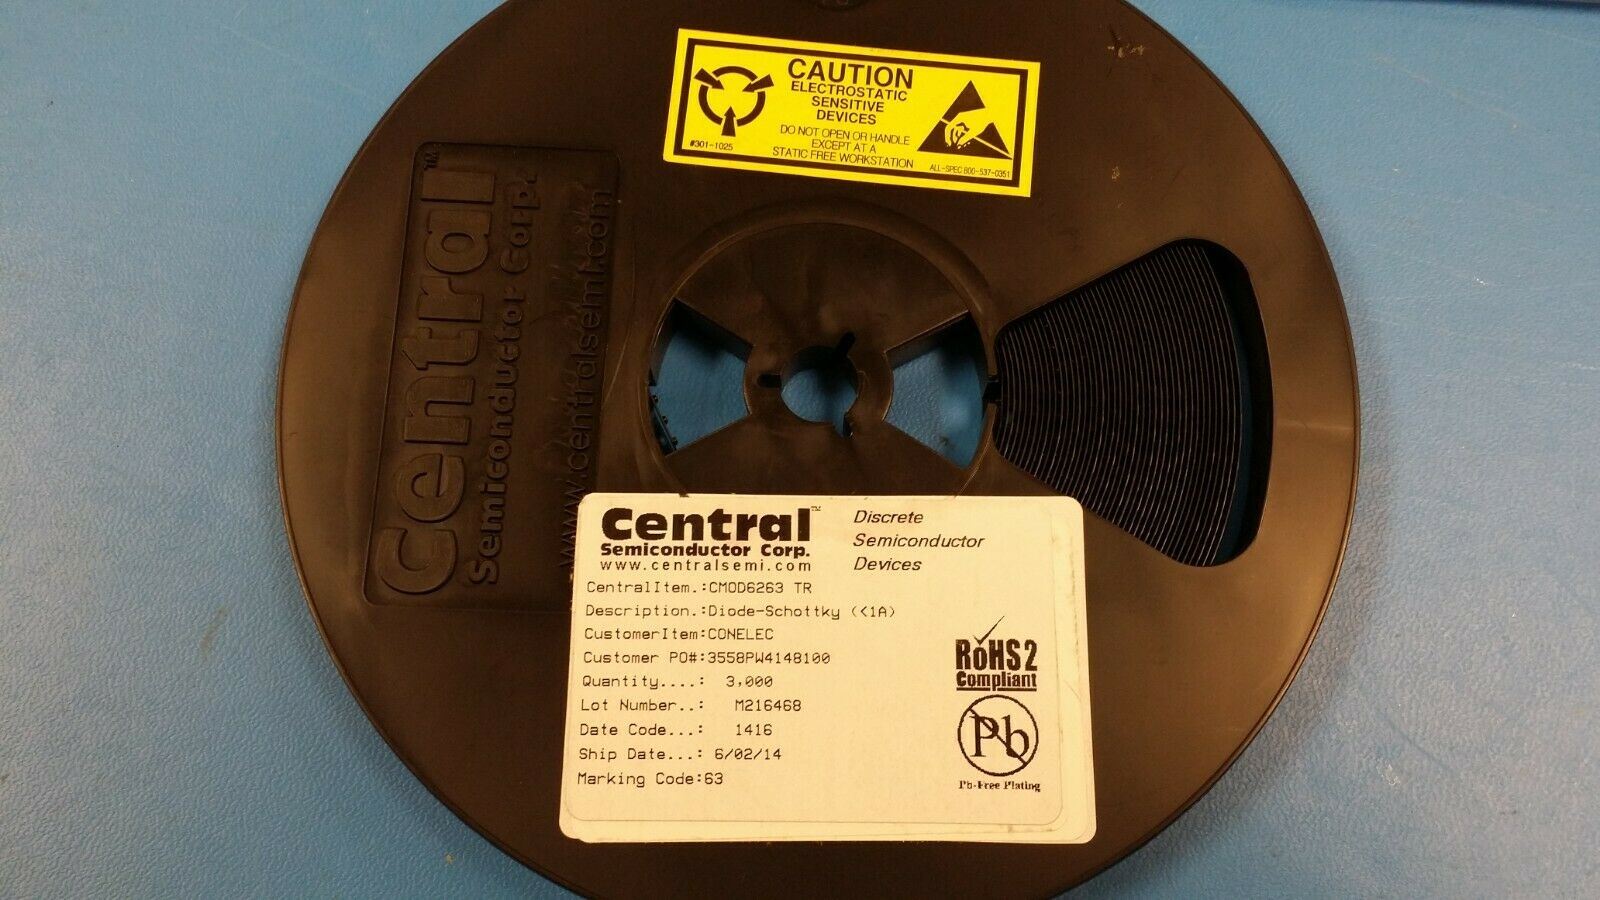 CAUTION
ELECTROSTATIC
SENSITIVE
DEVICES
DO NOT OPEN OR HANDLE
EXCEPT AT A
STATIC FREE WORKSTATION
#301-1025
ALL-SPEC 800-537-0351
Central™
Semiconductor Corp.
www.centralsemi.com
Central™
Semiconductor Corp.
www.centralsemi.com
Discrete
Semiconductor
Devices
CentralItem.:CMOD6263 TR
Description.:Diode-Schottky (<1A)
CustomerItem:CONELEC
Customer PO#:3558PW4148100
Quantity....: 3,000
Lot Number..: M216468
Date Code...: 1416
Ship Date...: 6/02/14
Marking Code:63
RoHS2
Compliant
Pb
Pb-Free Plating